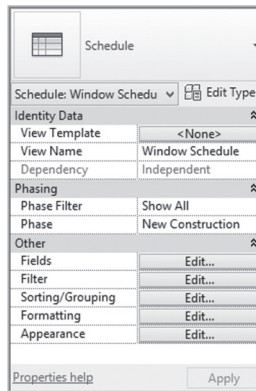 Schedule
Schedule: Window Schedu Edit Type
Identity Data
View Template <None>
View Name Window Schedule
Dependency Independent
Phasing
Phase Filter Show All
Phase New Construction
Other
Fields Edit...
Filter Edit...
Sorting/Grouping Edit...
Formatting Edit...
Appearance Edit...
Properties help Apply